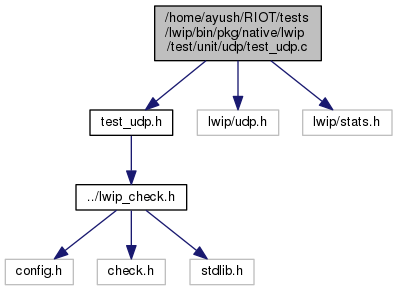 /home/ayush/RIOT/tests
/lwip/bin/pkg/native/lwip
/test/unit/udp/test_udp.c
test_udp.h
lwip/udp.h
lwip/stats.h
../lwip_check.h
config.h
check.h
stdlib.h